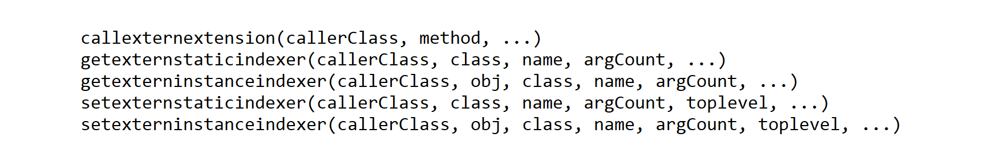 callexternextension(callerClass, method, ...)
getexternstaticindexer(callerClass, class, name, argCount, ...)
getexterninstanceindexer(callerClass, obj, class, name, argCount, ...)
setexternstaticindexer(callerClass, class, name, argCount, toplevel, ...)
setexterninstanceindexer(callerClass, obj, class, name, argCount, toplevel, ...)